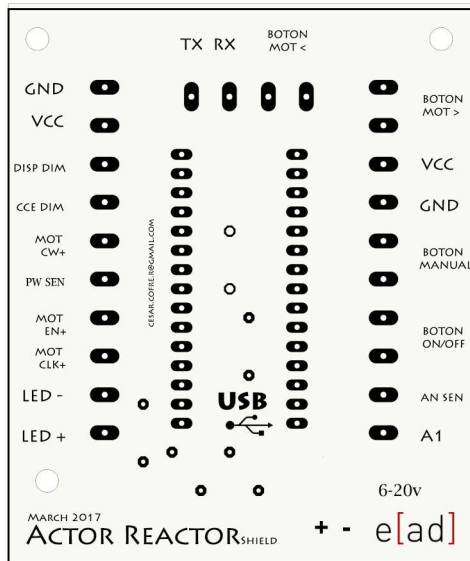 TX RX
BOTON
MOT <
GND
VCC
DISP DIM
CCE DIM
MOT
CW+
PW SEN
MOT
EN+
MOT
CLK+
LED -
LED +
CESAR.COFRE.R@GMAIL.COM
USB
BOTON
MOT >
VCC
GND
BOTON
MANUAL
BOTON
ON/OFF
AN SEN
A1
6-20v
MARCH 2017
ACTOR REACTOR SHIELD
+ -
e[ad]